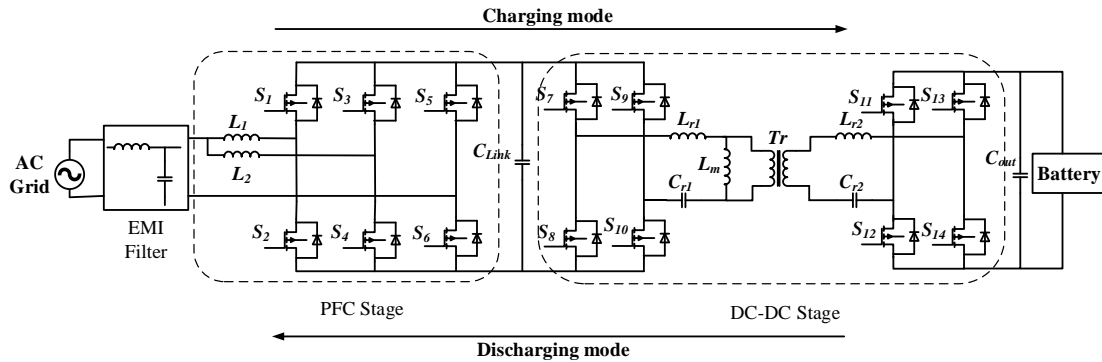 Charging mode
S1
S3
S5
S7
S9
S11
S13
L1
L2
Lr1
Lm
Tr
Lr2
AC
Grid
CLink
Cr1
Cr2
Cout
Battery
EMI
Filter
S2
S4
S6
S8
S10
S12
S14
PFC Stage
DC-DC Stage
Discharging mode